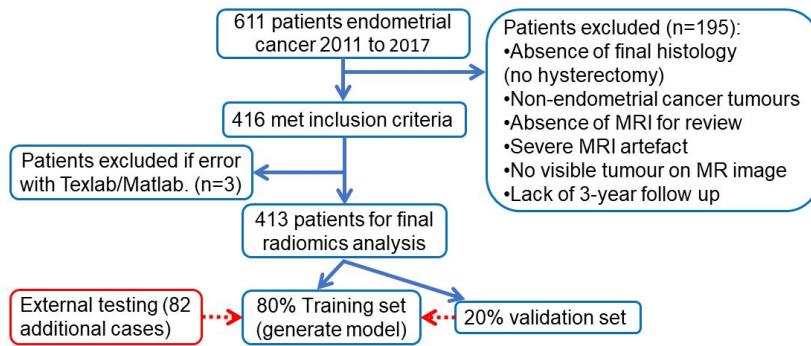 611 patients endometrial
cancer 2011 to 2017
Patients excluded (n=195):
•Absence of final histology
(no hysterectomy)
•Non-endometrial cancer tumours
•Absence of MRI for review
•Severe MRI artefact
•No visible tumour on MR image
•Lack of 3-year follow up
416 met inclusion criteria
Patients excluded if error
with Texlab/Matlab. (n=3)
413 patients for final
radiomics analysis
External testing (82
additional cases)
80% Training set
(generate model)
20% validation set